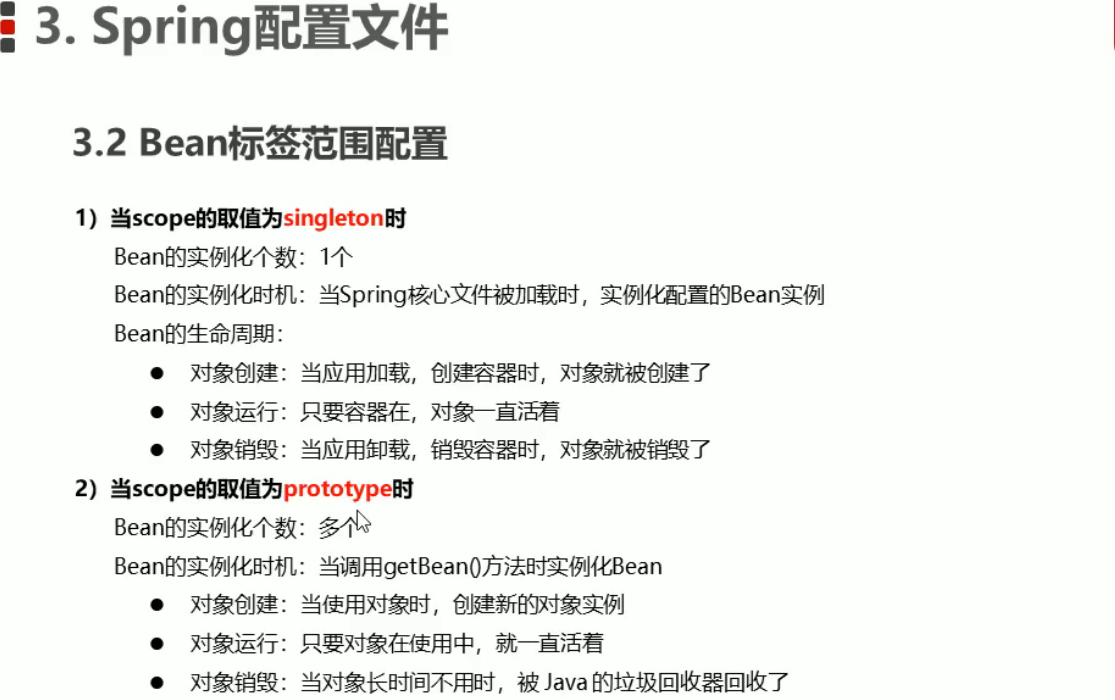 3. Spring配置文件
3.2 Bean标签范围配置
1）当scope的取值为singleton时
Bean的实例化个数：1个
Bean的实例化时机：当Spring核心文件被加载时，实例化配置的Bean实例
Bean的生命周期：
● 对象创建：当应用加载，创建容器时，对象就被创建了
● 对象运行：只要容器在，对象一直活着
● 对象销毁：当应用卸载，销毁容器时，对象就被销毁了
2）当scope的取值为prototype时
Bean的实例化个数：多个
Bean的实例化时机：当调用getBean()方法时实例化Bean
● 对象创建：当使用对象时，创建新的对象实例
● 对象运行：只要对象在使用中，就一直活着
● 对象销毁：当对象长时间不用时，被 Java 的垃圾回收器回收了